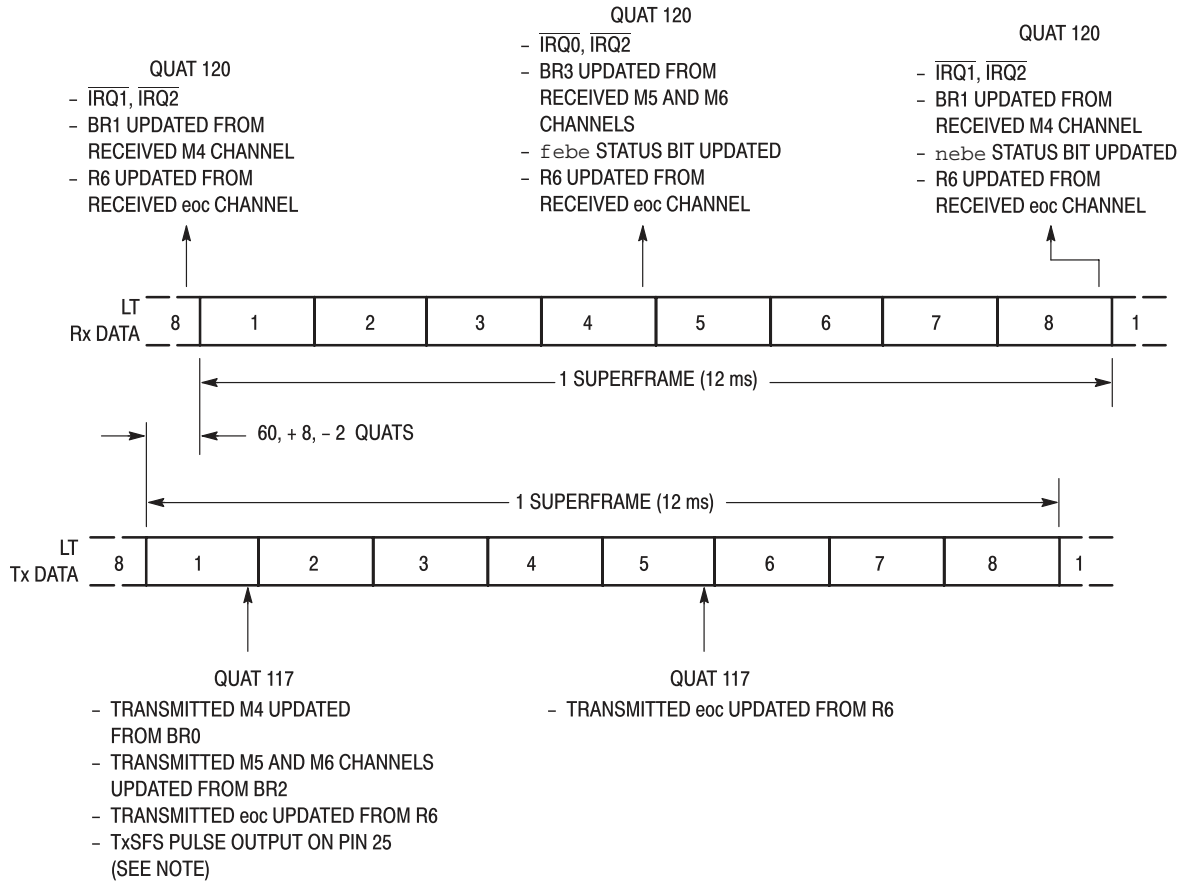 QUAT 120
– IRQ1, IRQ2
– BR1 UPDATED FROM
RECEIVED M4 CHANNEL
– R6 UPDATED FROM
RECEIVED eoc CHANNEL
QUAT 120
– IRQ0, IRQ2
– BR3 UPDATED FROM
RECEIVED M5 AND M6
CHANNELS
– febe STATUS BIT UPDATED
– R6 UPDATED FROM
RECEIVED eoc CHANNEL
QUAT 120
– IRQ1, IRQ2
– BR1 UPDATED FROM
RECEIVED M4 CHANNEL
– nebe STATUS BIT UPDATED
– R6 UPDATED FROM
RECEIVED eoc CHANNEL
LT
Rx DATA
8 1 2 3 4 5 6 7 8 1
1 SUPERFRAME (12 ms)
60, + 8, – 2 QUATS
1 SUPERFRAME (12 ms)
LT
Tx DATA
8 1 2 3 4 5 6 7 8 1
QUAT 117
– TRANSMITTED M4 UPDATED
FROM BR0
– TRANSMITTED M5 AND M6 CHANNELS
UPDATED FROM BR2
– TRANSMITTED eoc UPDATED FROM R6
– TxSFS PULSE OUTPUT ON PIN 25
(SEE NOTE)
QUAT 117
– TRANSMITTED eoc UPDATED FROM R6